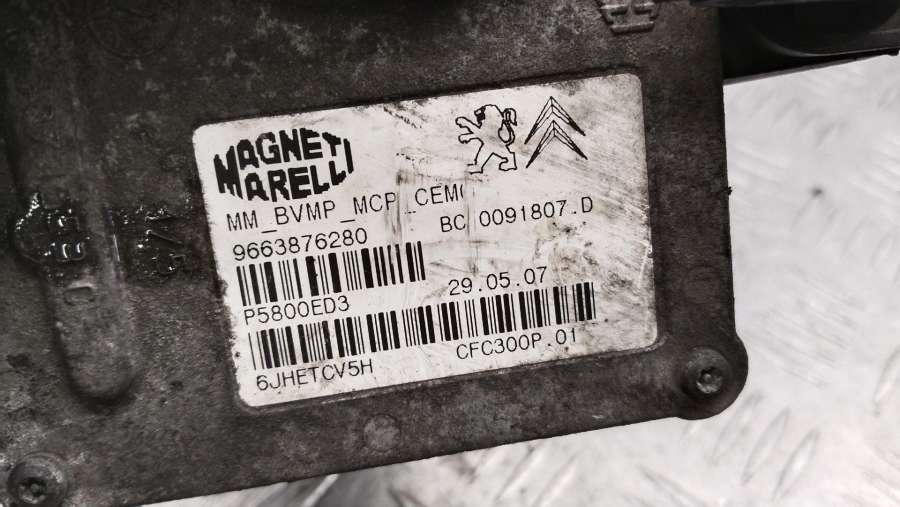 MAGNETI
MARELLI
MM_BVMP_MCP_CEM
BC.0091807.D
9663876280
P5800ED3
29.05.07
6JHETCV5H
CFC300P.01